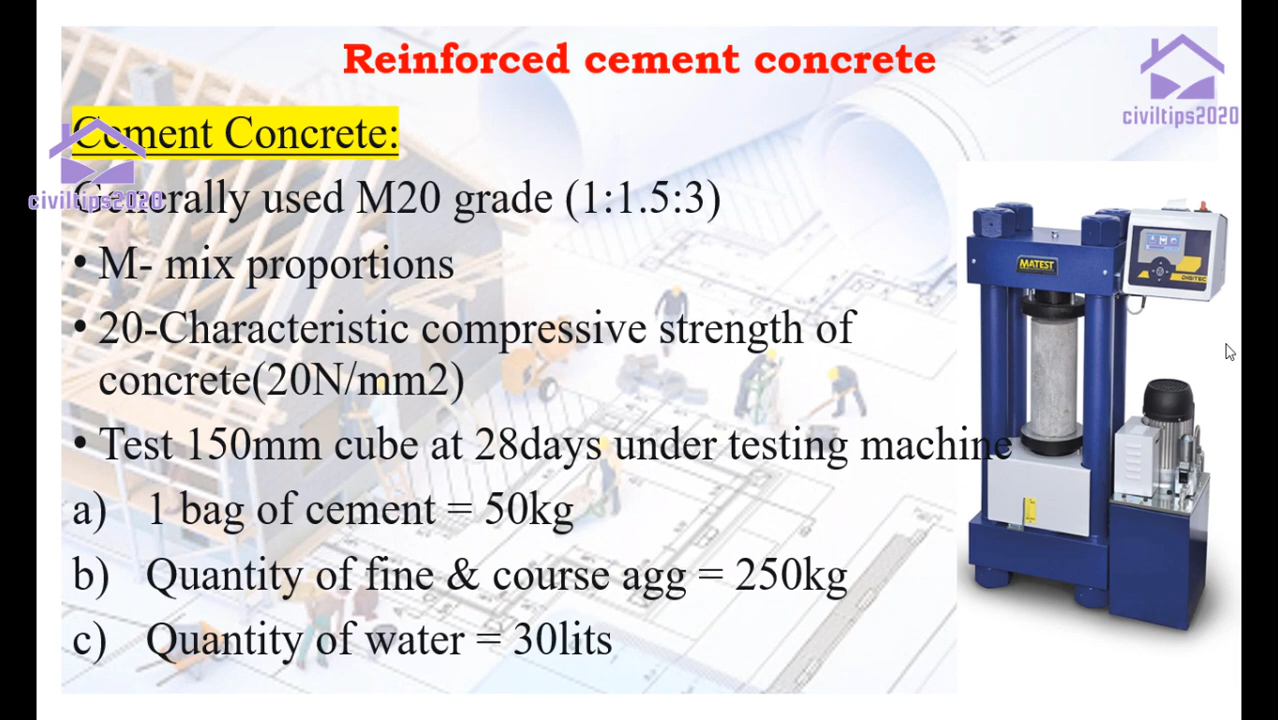 Reinforced cement concrete
civiltips2020
Cement Concrete:
civiltips2020
Generally used M20 grade (1:1.5:3)
• M- mix proportions
• 20-Characteristic compressive strength of
concrete(20N/mm2)
• Test 150mm cube at 28days under testing machine
a) 1 bag of cement = 50kg
b) Quantity of fine & course agg = 250kg
c) Quantity of water = 30lits
MATEST
DIGITEC